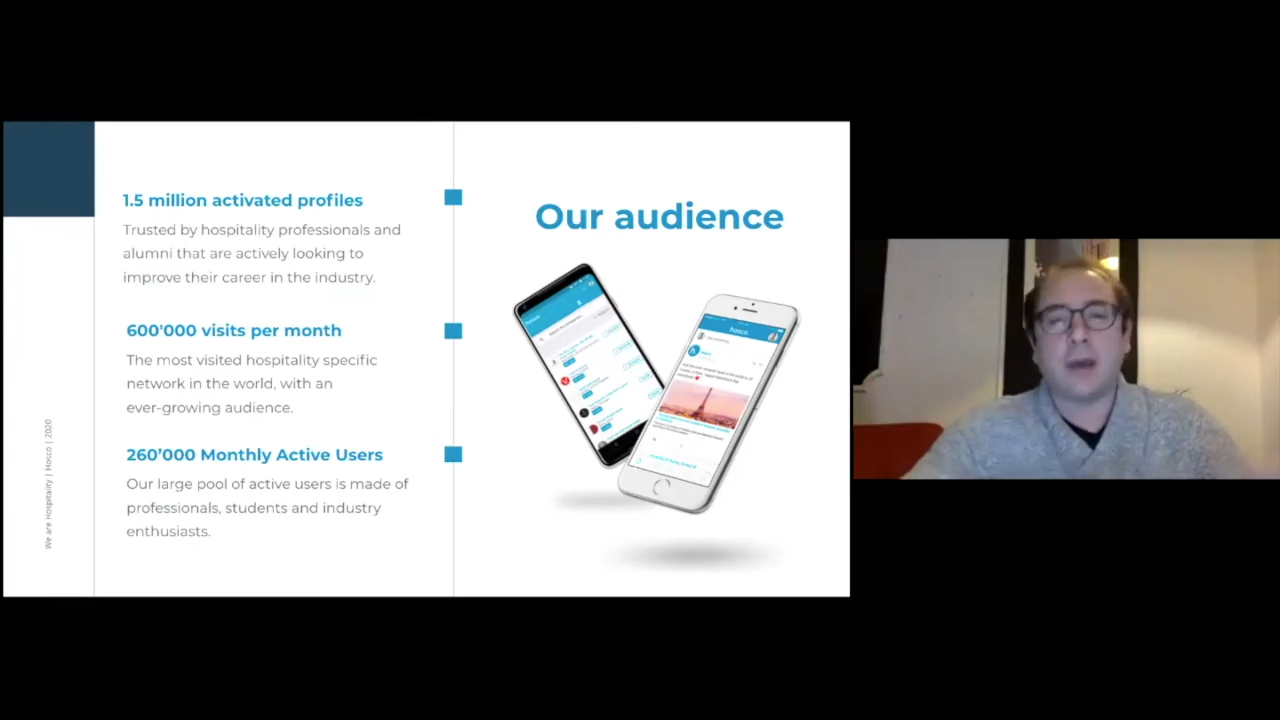 1.5 million activated profiles
Trusted by hospitality professionals and
alumni that are actively looking to
improve their career in the industry.
600'000 visits per month
The most visited hospitality specific
network in the world, with an
ever-growing audience.
260’000 Monthly Active Users
Our large pool of active users is made of
professionals, students and industry
enthusiasts.
We are Hospitality | Hosco | 2020
Our audience
hosco